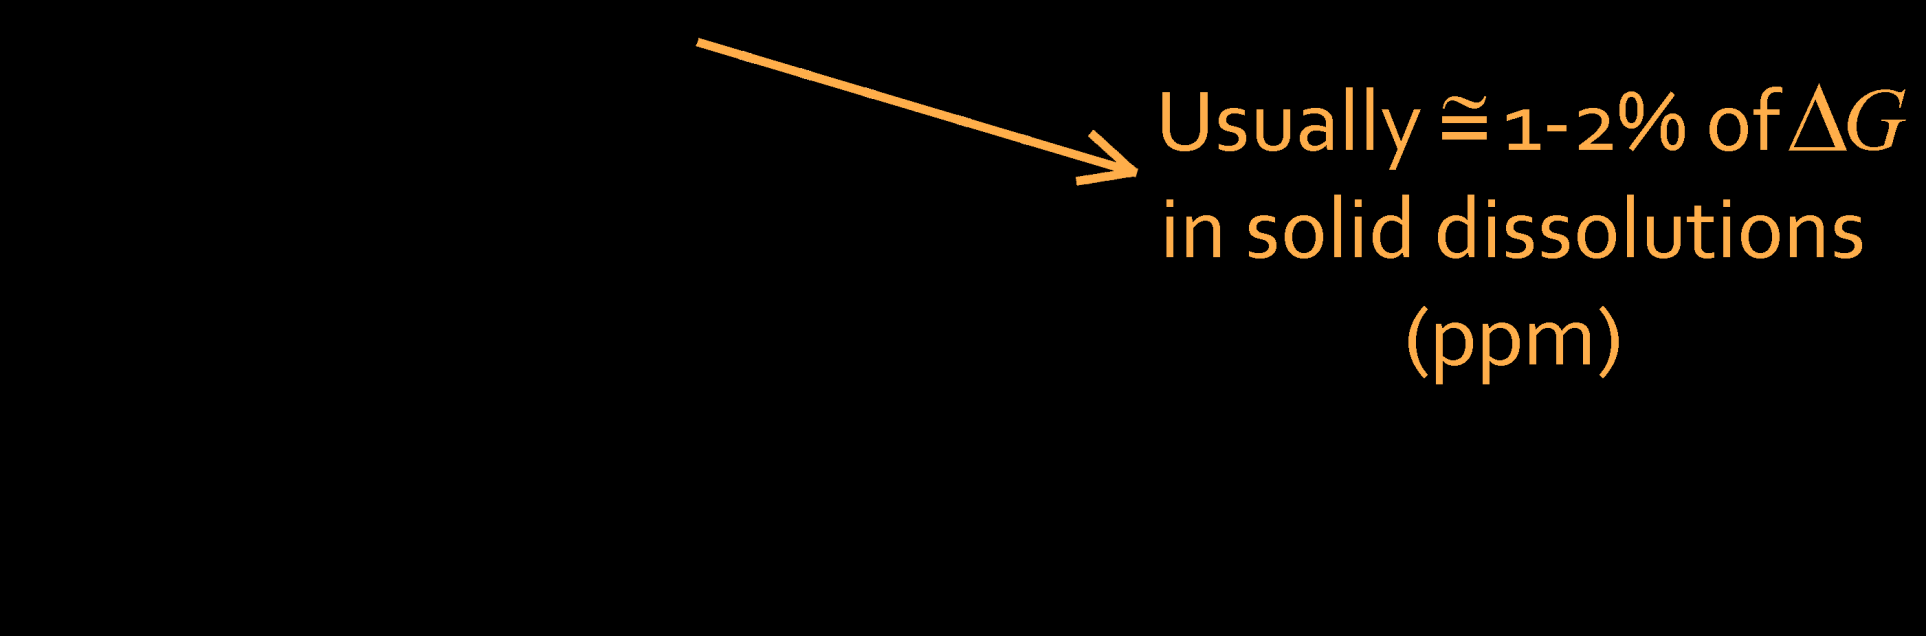 Usually ≅ 1-2% of ΔG
in solid dissolutions
(ppm)